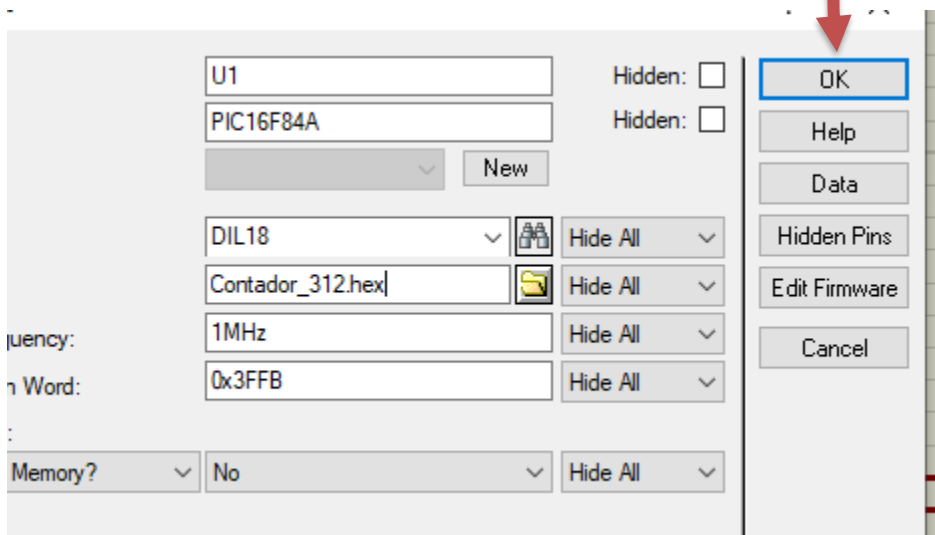 U1 Hidden: OK
PIC16F84A Hidden: Help
New Data
DIL18 Hide All Hidden Pins
Contador_312.hex Hide All Edit Firmware
quency: 1MHz Hide All Cancel
n Word: 0x3FFB Hide All
:
Memory? No Hide All